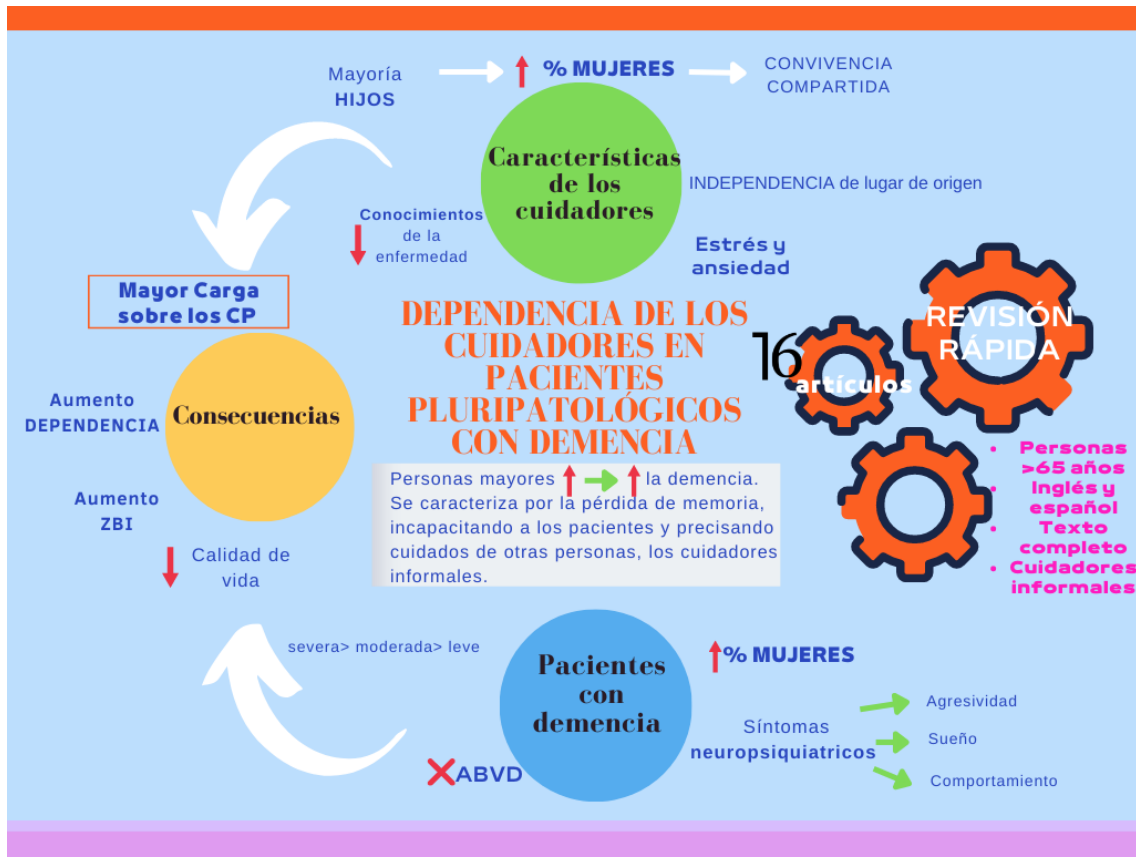 Mayoría
HIJOS
% MUJERES
CONVIVENCIA
COMPARTIDA
Características
de los
cuidadores
INDEPENDENCIA de lugar de origen
Conocimientos
de la
enfermedad
Estrés y
ansiedad
Mayor Carga
sobre los CP
Consecuencias
Aumento
DEPENDENCIA
Aumento
ZBI
Calidad de
vida
DEPENDENCIA DE LOS
CUIDADORES EN
PACIENTES
PLURIPATOLÓGICOS
CON DEMENCIA
Personas mayores la demencia.
Se caracteriza por la pérdida de memoria,
incapacitando a los pacientes y precisando
cuidados de otras personas, los cuidadores
informales.
REVISIÓN
RÁPIDA
16
artículos
• Personas
>65 años
• Inglés y
español
• Texto
completo
• Cuidadores
informales
severa> moderada> leve
Pacientes
con
demencia
% MUJERES
Síntomas
neuropsiquiatricos
Agresividad
Sueño
Comportamiento
ABVD